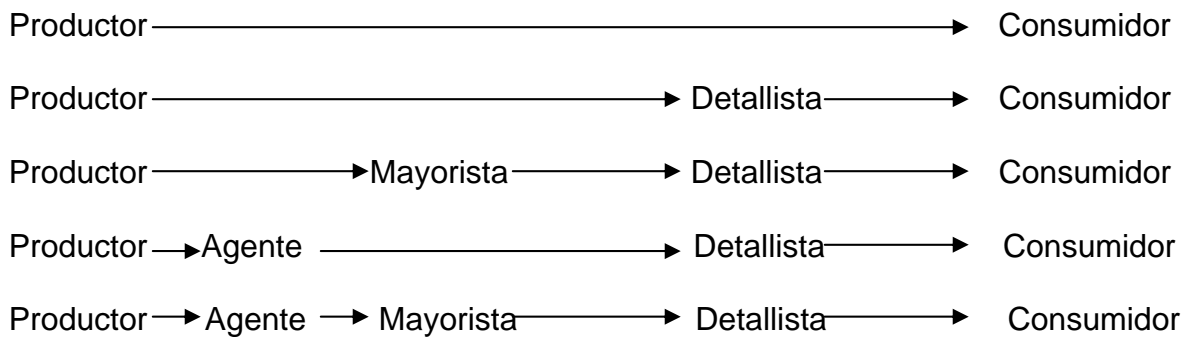 Productor Consumidor
Productor Detallista Consumidor
Productor Mayorista Detallista Consumidor
Productor Agente Detallista Consumidor
Productor Agente Mayorista Detallista Consumidor